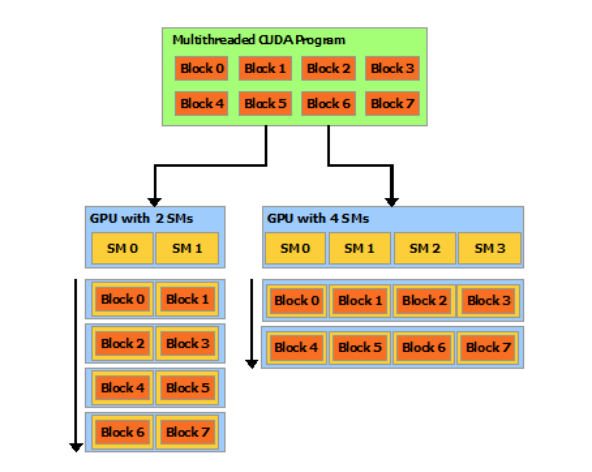 Multithreaded CUDA Program
Block 0 Block 1 Block 2 Block 3
Block 4 Block 5 Block 6 Block 7
GPU with 2 SMs
SM 0 SM 1
Block 0 Block 1
Block 2 Block 3
Block 4 Block 5
Block 6 Block 7
GPU with 4 SMs
SM 0 SM 1 SM 2 SM 3
Block 0 Block 1 Block 2 Block 3
Block 4 Block 5 Block 6 Block 7